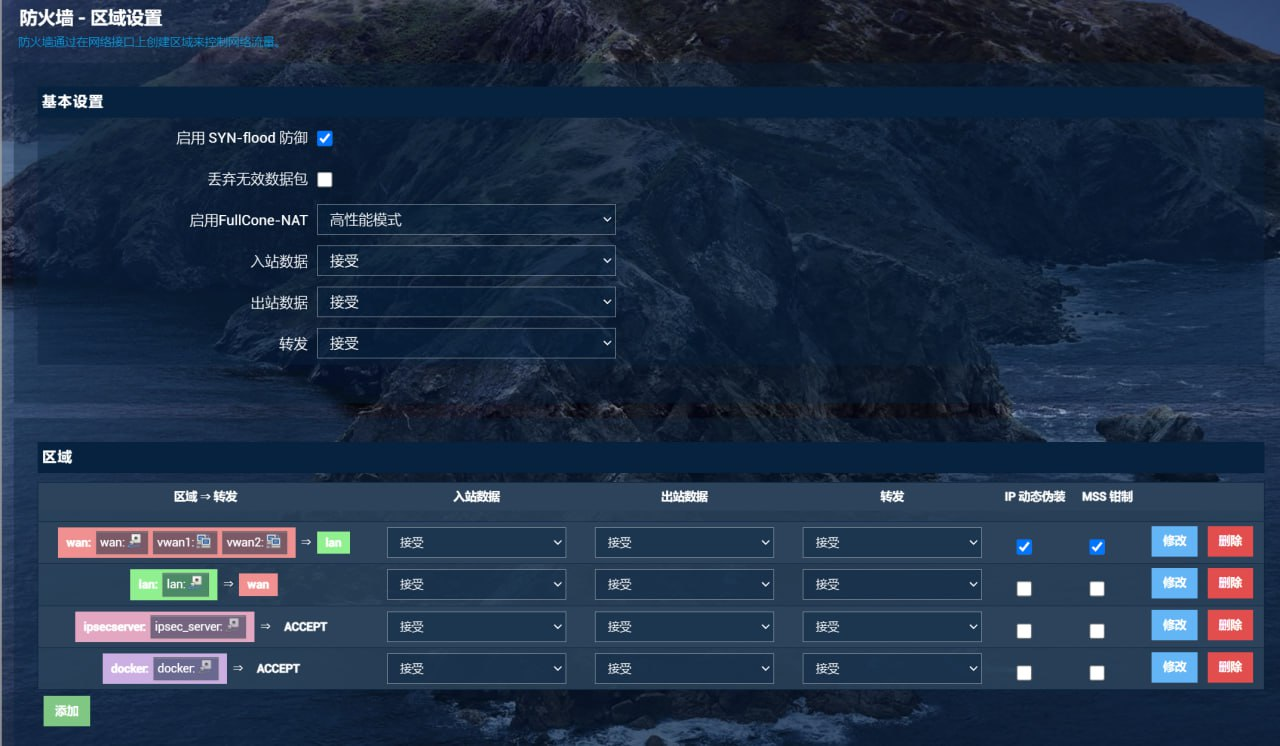 防火墙 - 区域设置
防火墙通过在网络接口上创建区域来控制网络流量。
基本设置
启用 SYN-flood 防御
丢弃无效数据包
启用FullCone-NAT 高性能模式
入站数据 接受
出站数据 接受
转发 接受
区域
区域 ⇒ 转发 入站数据 出站数据 转发 IP 动态伪装 MSS 钳制
wan: wan: vwan1: vwan2: ⇒ lan 接受 接受 接受 修改 删除
lan: lan: ⇒ wan 接受 接受 接受 修改 删除
ipsecserver: ipsec_server: ⇒ ACCEPT 接受 接受 接受 修改 删除
docker: docker: ⇒ ACCEPT 接受 接受 接受 修改 删除
添加